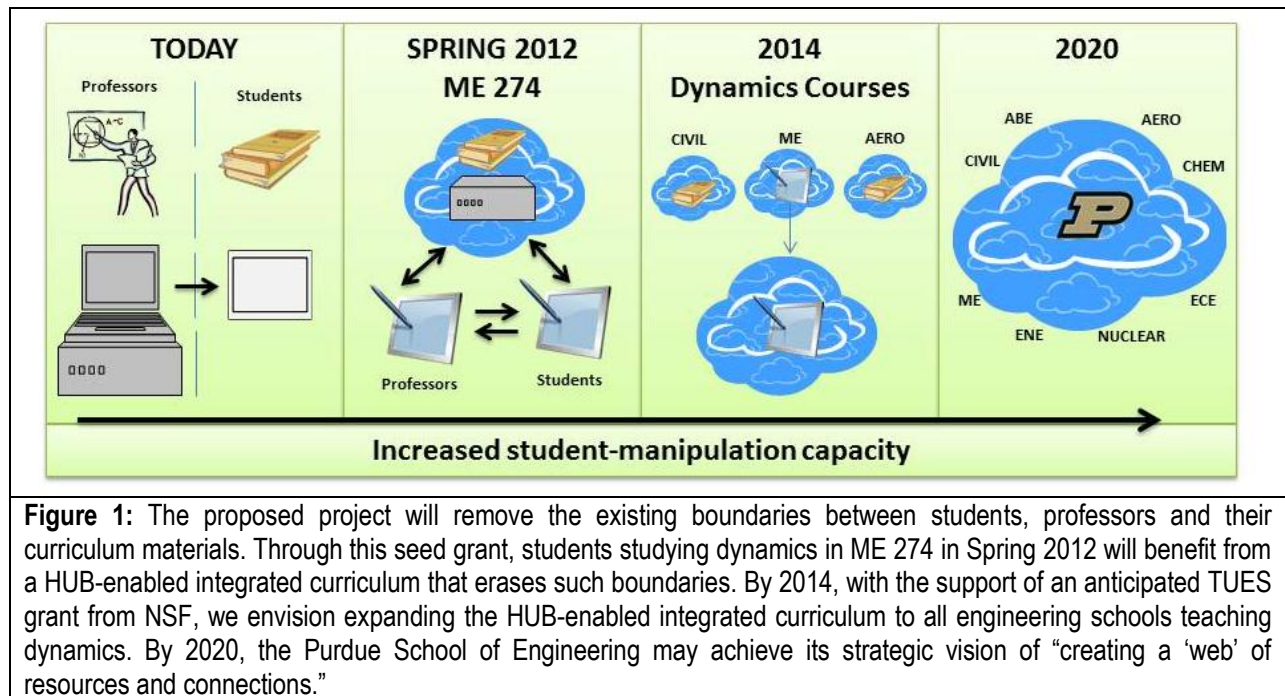 TODAY
Professors
A-C
Students
SPRING 2012
ME 274
Professors
Students
2014
Dynamics Courses
CIVIL
ME
AERO
2020
ABE
AERO
CIVIL
CHEM
P
ME
ECE
ENE
NUCLEAR
Increased student-manipulation capacity
Figure 1: The proposed project will remove the existing boundaries between students, professors and their
curriculum materials. Through this seed grant, students studying dynamics in ME 274 in Spring 2012 will benefit from
a HUB-enabled integrated curriculum that erases such boundaries. By 2014, with the support of an anticipated TUES
grant from NSF, we envision expanding the HUB-enabled integrated curriculum to all engineering schools teaching
dynamics. By 2020, the Purdue School of Engineering may achieve its strategic vision of “creating a ‘web’ of
resources and connections.”